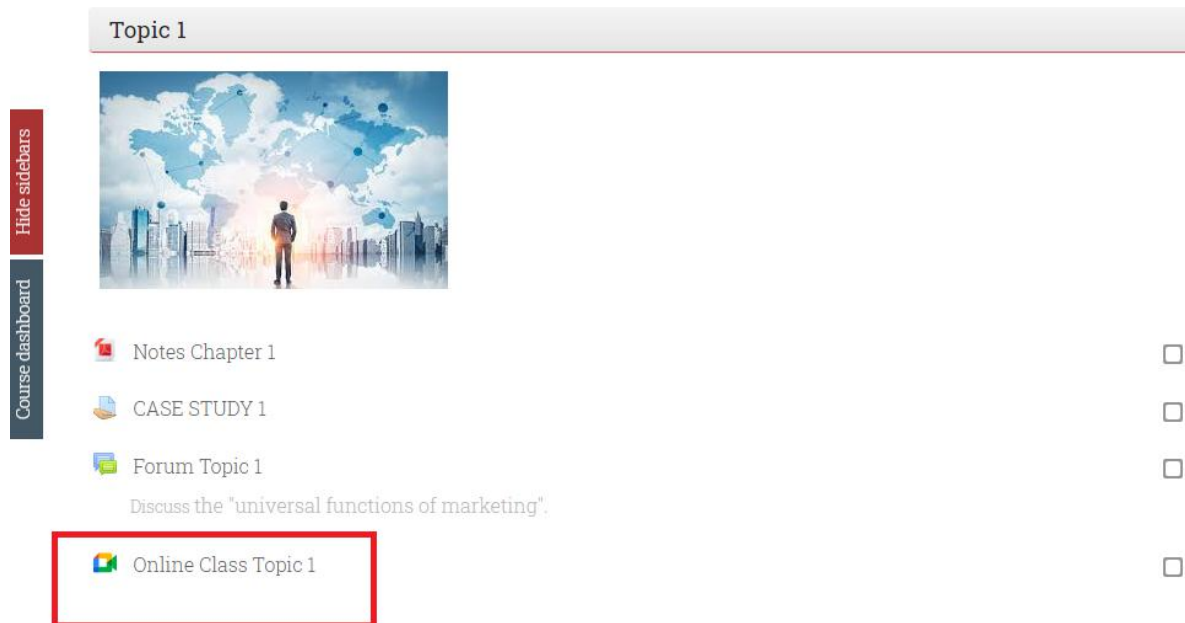 Topic 1
Hide sidebars
Course dashboard
Notes Chapter 1
CASE STUDY 1
Forum Topic 1
Discuss the "universal functions of marketing".
Online Class Topic 1